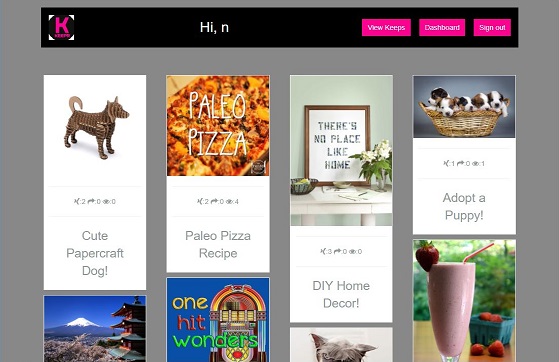 K
KEEPS
Hi, n
View Keeps
Dashboard
Sign out
:2 :0 :0
Cute
Papercraft
Dog!
PALEO
PIZZA
:2 :0 :4
Paleo Pizza
Recipe
THERE'S
NO PLACE
LIKE
HOME
:3 :0 :0
DIY Home
Decor!
:1 :0 :1
Adopt a
Puppy!
one
hit
wonders